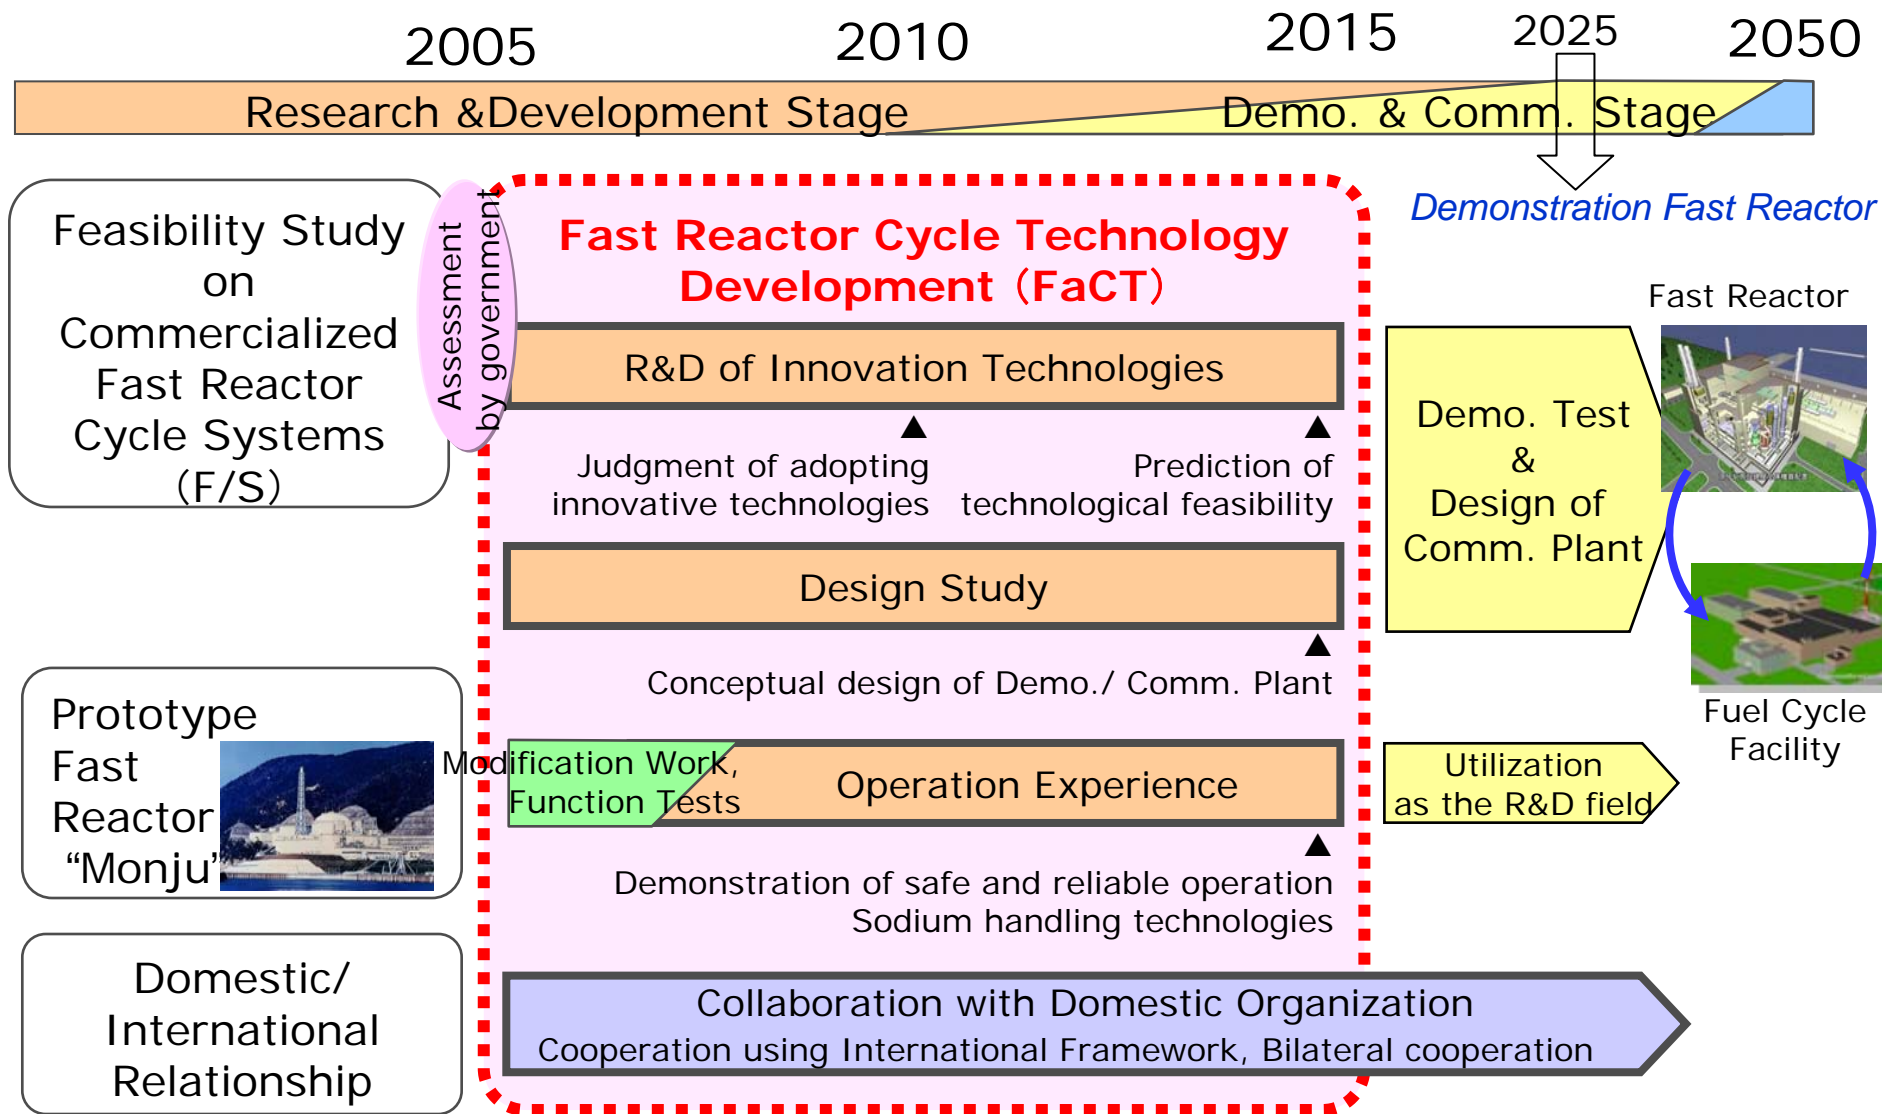 2005
2010
2015
2025
2050
Research &Development Stage
Demo. & Comm. Stage
Demonstration Fast Reactor
Feasibility Study
on
Commercialized
Fast Reactor
Cycle Systems
(F/S)
Assessment
by government
Fast Reactor Cycle Technology
Development (FaCT)
R&D of Innovation Technologies
▲
▲
Judgment of adopting
innovative technologies
Prediction of
technological feasibility
Design Study
▲
Conceptual design of Demo./ Comm. Plant
Demo. Test
&
Design of
Comm. Plant
Fast Reactor
Fuel Cycle
Facility
Prototype
Fast
Reactor
“Monju”
Modification Work,
Function Tests
Operation Experience
▲
Demonstration of safe and reliable operation
Sodium handling technologies
Utilization
as the R&D field
Domestic/
International
Relationship
Collaboration with Domestic Organization
Cooperation using International Framework, Bilateral cooperation